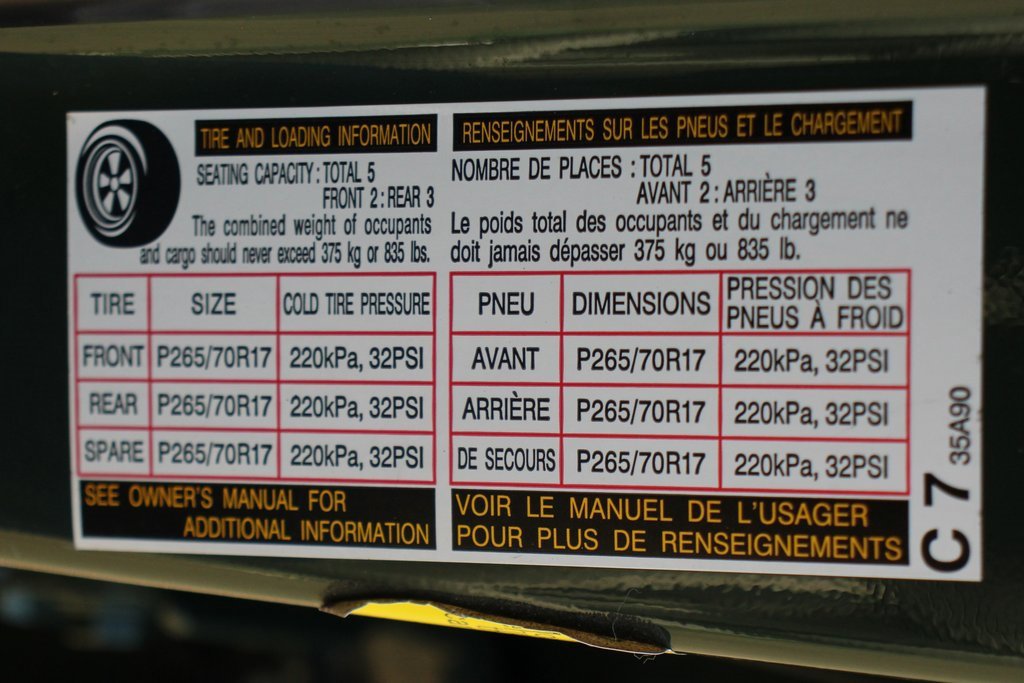 TIRE AND LOADING INFORMATION
SEATING CAPACITY: TOTAL 5
FRONT 2: REAR 3
The combined weight of occupants
and cargo should never exceed 375 kg or 835 lbs.
TIRE SIZE COLD TIRE PRESSURE
FRONT P265/70R17 220kPa, 32PSI
REAR P265/70R17 220kPa, 32PSI
SPARE P265/70R17 220kPa, 32PSI
SEE OWNER'S MANUAL FOR
ADDITIONAL INFORMATION
RENSEIGNEMENTS SUR LES PNEUS ET LE CHARGEMENT
NOMBRE DE PLACES : TOTAL 5
AVANT 2 : ARRIÈRE 3
Le poids total des occupants et du chargement ne
doit jamais dépasser 375 kg ou 835 lb.
PNEU DIMENSIONS PRESSION DES
PNEUS À FROID
AVANT P265/70R17 220kPa, 32PSI
ARRIÈRE P265/70R17 220kPa, 32PSI
DE SECOURS P265/70R17 220kPa, 32PSI
VOIR LE MANUEL DE L'USAGER
POUR PLUS DE RENSEIGNEMENTS
C 7
35A90